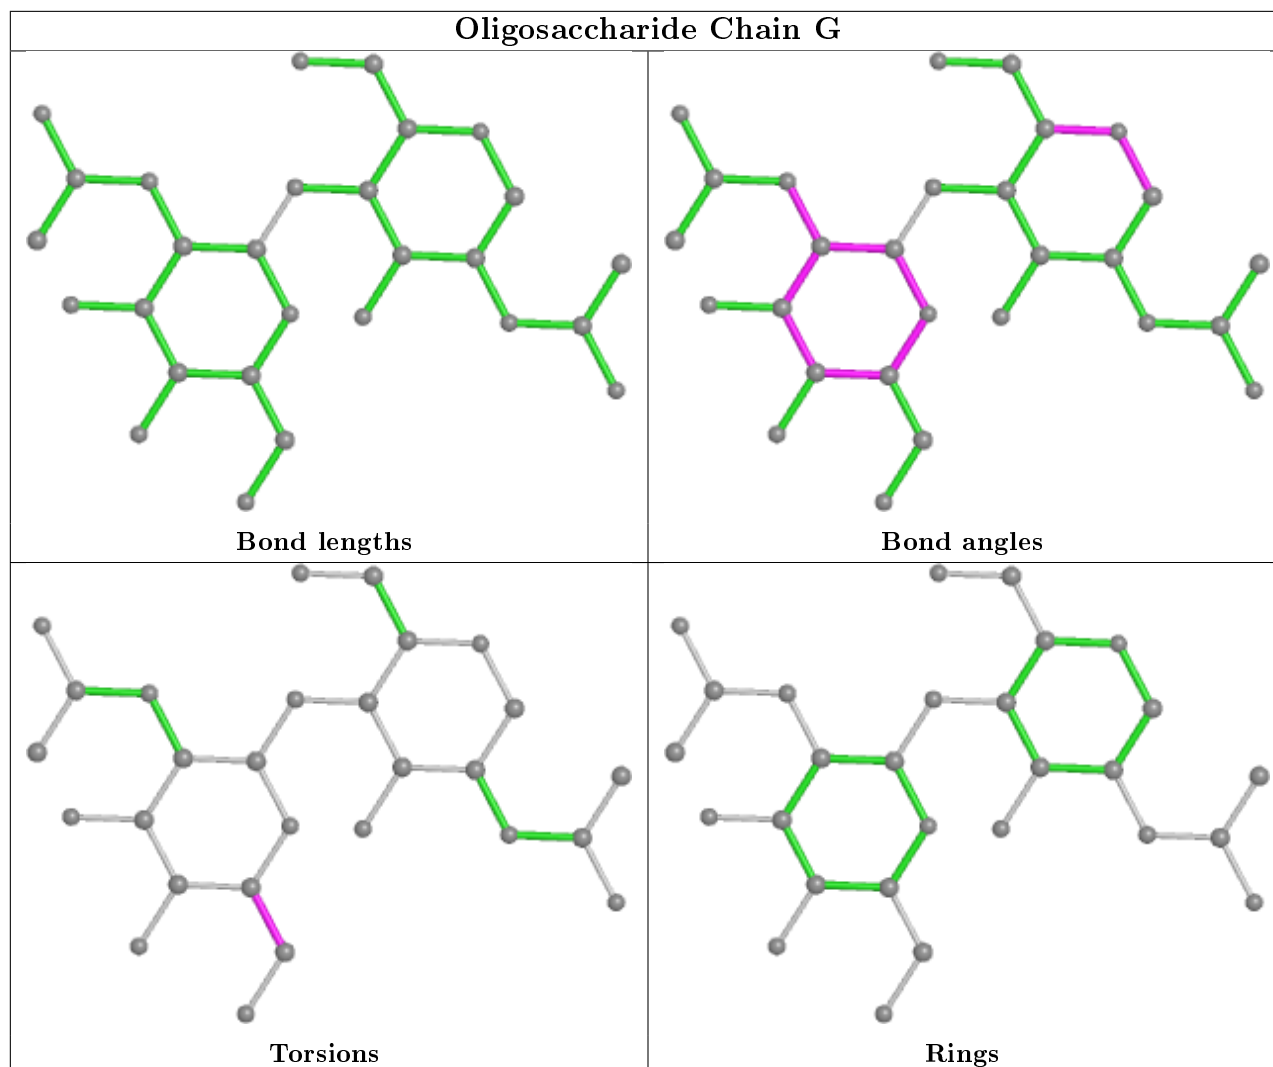 Oligosaccharide Chain G
Bond lengths
Bond angles
Torsions
Rings